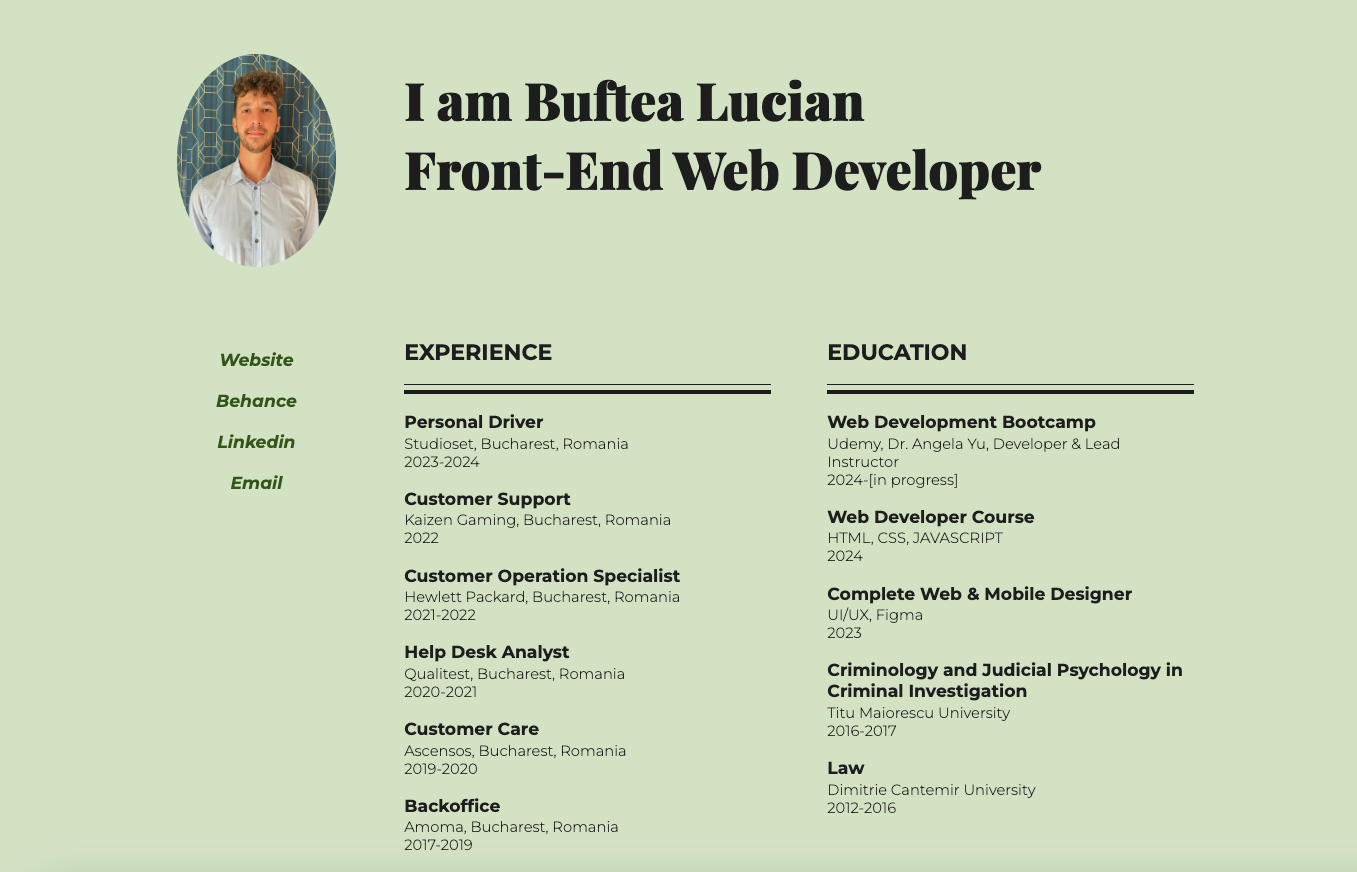 I am Buftea Lucian
Front-End Web Developer
Website
Behance
Linkedin
Email
EXPERIENCE
Personal Driver
Studioset, Bucharest, Romania
2023-2024
Customer Support
Kaizen Gaming, Bucharest, Romania
2022
Customer Operation Specialist
Hewlett Packard, Bucharest, Romania
2021-2022
Help Desk Analyst
Qualitest, Bucharest, Romania
2020-2021
Customer Care
Ascensos, Bucharest, Romania
2019-2020
Backoffice
Amoma, Bucharest, Romania
2017-2019
EDUCATION
Web Development Bootcamp
Udemy, Dr. Angela Yu, Developer & Lead
Instructor
2024-[in progress]
Web Developer Course
HTML, CSS, JAVASCRIPT
2024
Complete Web & Mobile Designer
UI/UX, Figma
2023
Criminology and Judicial Psychology in
Criminal Investigation
Titu Maiorescu University
2016-2017
Law
Dimitrie Cantemir University
2012-2016